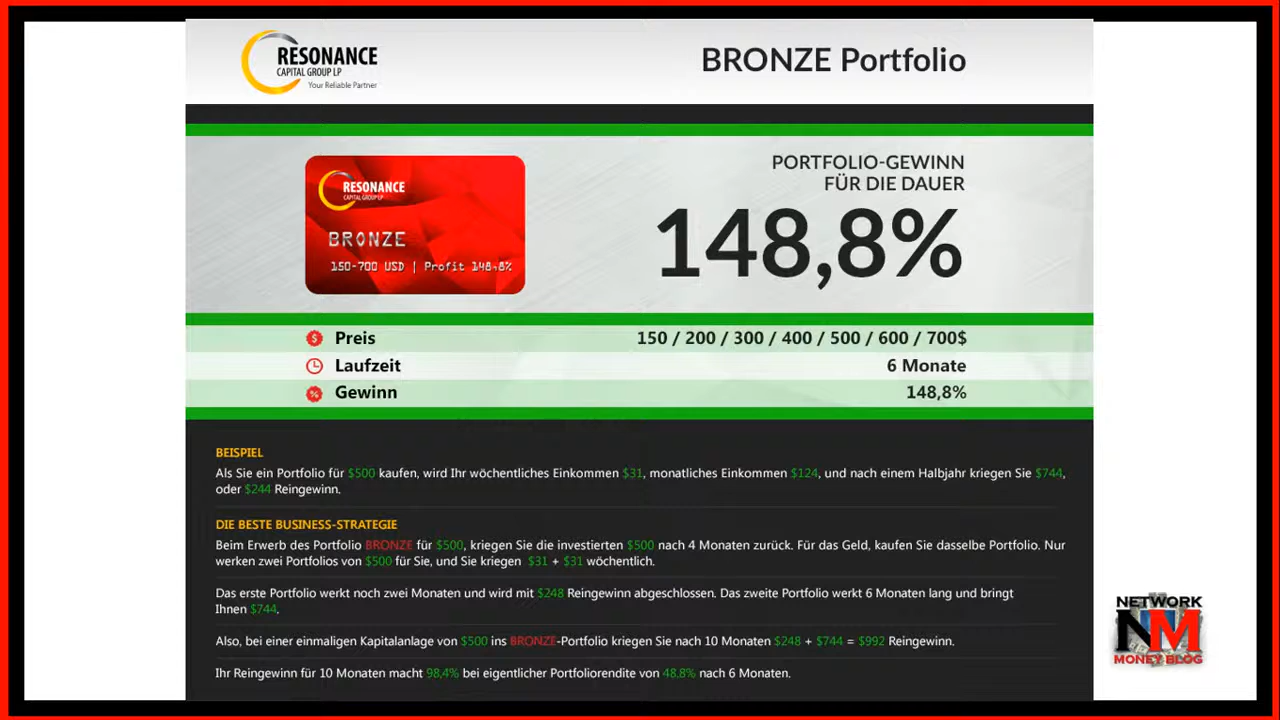 RESONANCE
CAPITAL GROUP LP
Your Reliable Partner
BRONZE Portfolio
RESONANCE
CAPITAL GROUP LP
BRONZE
150-700 USD | Profit 148,8%
PORTFOLIO-GEWINN
FÜR DIE DAUER
148,8%
Preis 150 / 200 / 300 / 400 / 500 / 600 / 700$
Laufzeit 6 Monate
Gewinn 148,8%
BEISPIEL
Als Sie ein Portfolio für $500 kaufen, wird Ihr wöchentliches Einkommen $31, monatliches Einkommen $124, und nach einem Halbjahr kriegen Sie $744,
oder $244 Reingewinn.
DIE BESTE BUSINESS-STRATEGIE
Beim Erwerb des Portfolio BRONZE für $500, kriegen Sie die investierten $500 nach 4 Monaten zurück. Für das Geld, kaufen Sie dasselbe Portfolio. Nur
werken zwei Portfolios von $500 für Sie, und Sie kriegen $31 + $31 wöchentlich.
Das erste Portfolio werkt noch zwei Monaten und wird mit $248 Reingewinn abgeschlossen. Das zweite Portfolio werkt 6 Monaten lang und bringt
Ihnen $744.
Also, bei einer einmaligen Kapitalanlage von $500 ins BRONZE-Portfolio kriegen Sie nach 10 Monaten $248 + $744 = $992 Reingewinn.
Ihr Reingewinn für 10 Monaten macht 98,4% bei eigentlicher Portfoliorendite von 48,8% nach 6 Monaten.
NETWORK
NM
MONEY BLOG